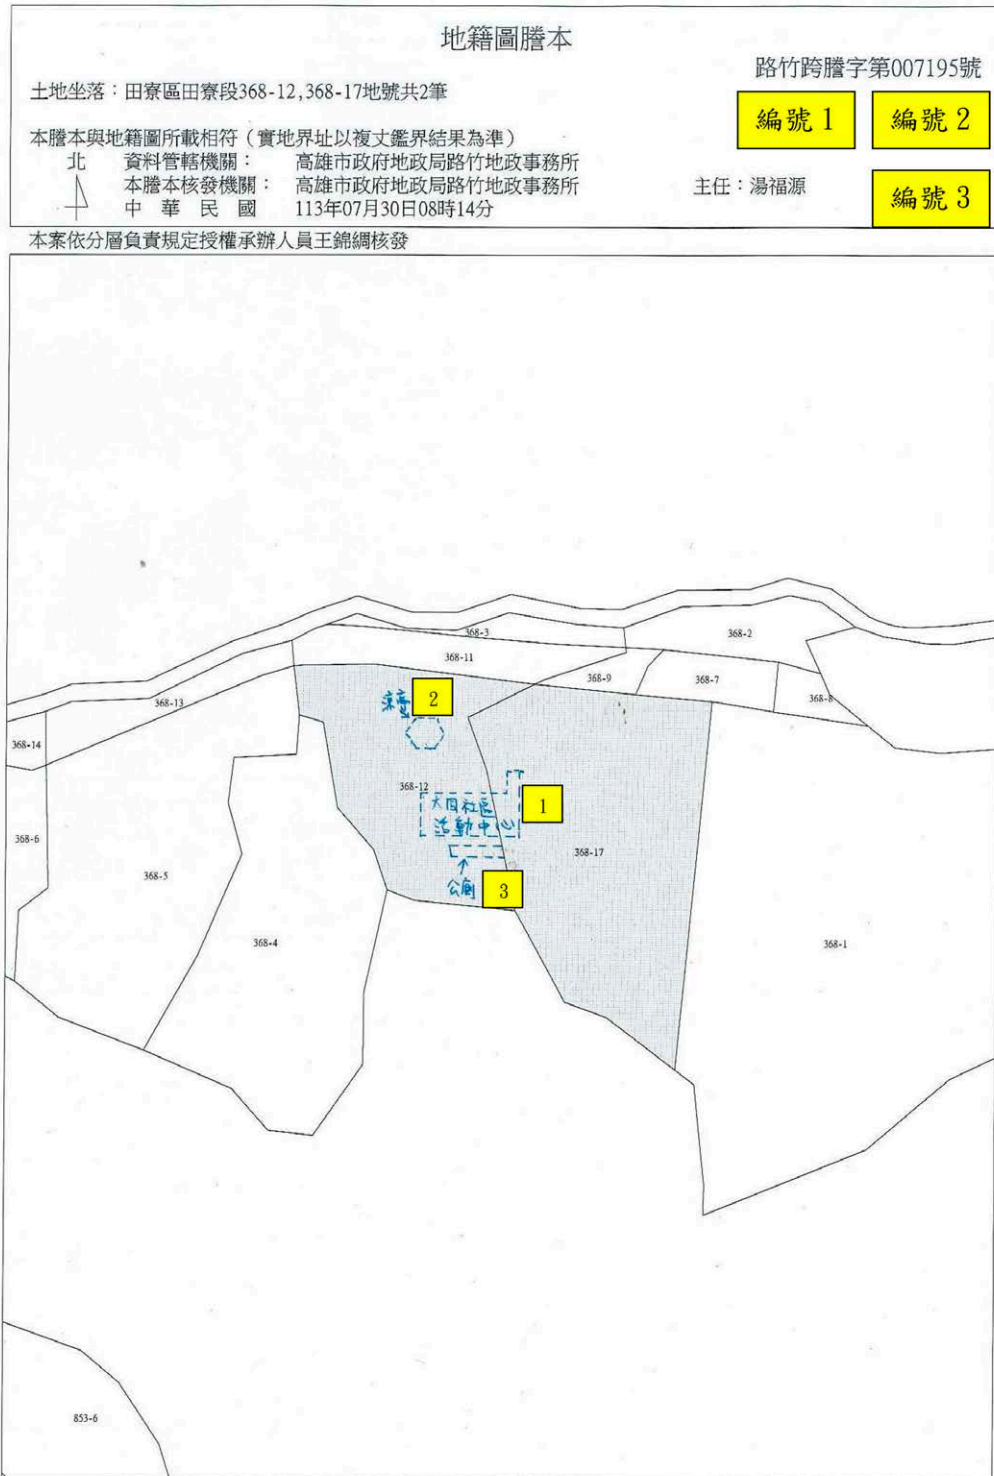 地籍圖謄本
路竹跨謄字第007195號
土地坐落：田寮區田寮段368-12,368-17地號共2筆
編號1
編號2
本謄本與地籍圖所載相符（實地界址以複丈鑑界結果為準）
北
資料管轄機關：
高雄市政府地政局路竹地政事務所
本謄本核發機關：
高雄市政府地政局路竹地政事務所
主任：湯福源
編號3
中華民國
113年07月30日08時14分
本案依分層負責規定授權承辦人員王錦綢核發
368-3
368-2
368-11
368-9
368-7
368-8
368-13
涼亭
2
368-14
368-12
大同社區
活動中心
1
368-6
368-17
368-5
公廁
3
368-4
368-1
853-6